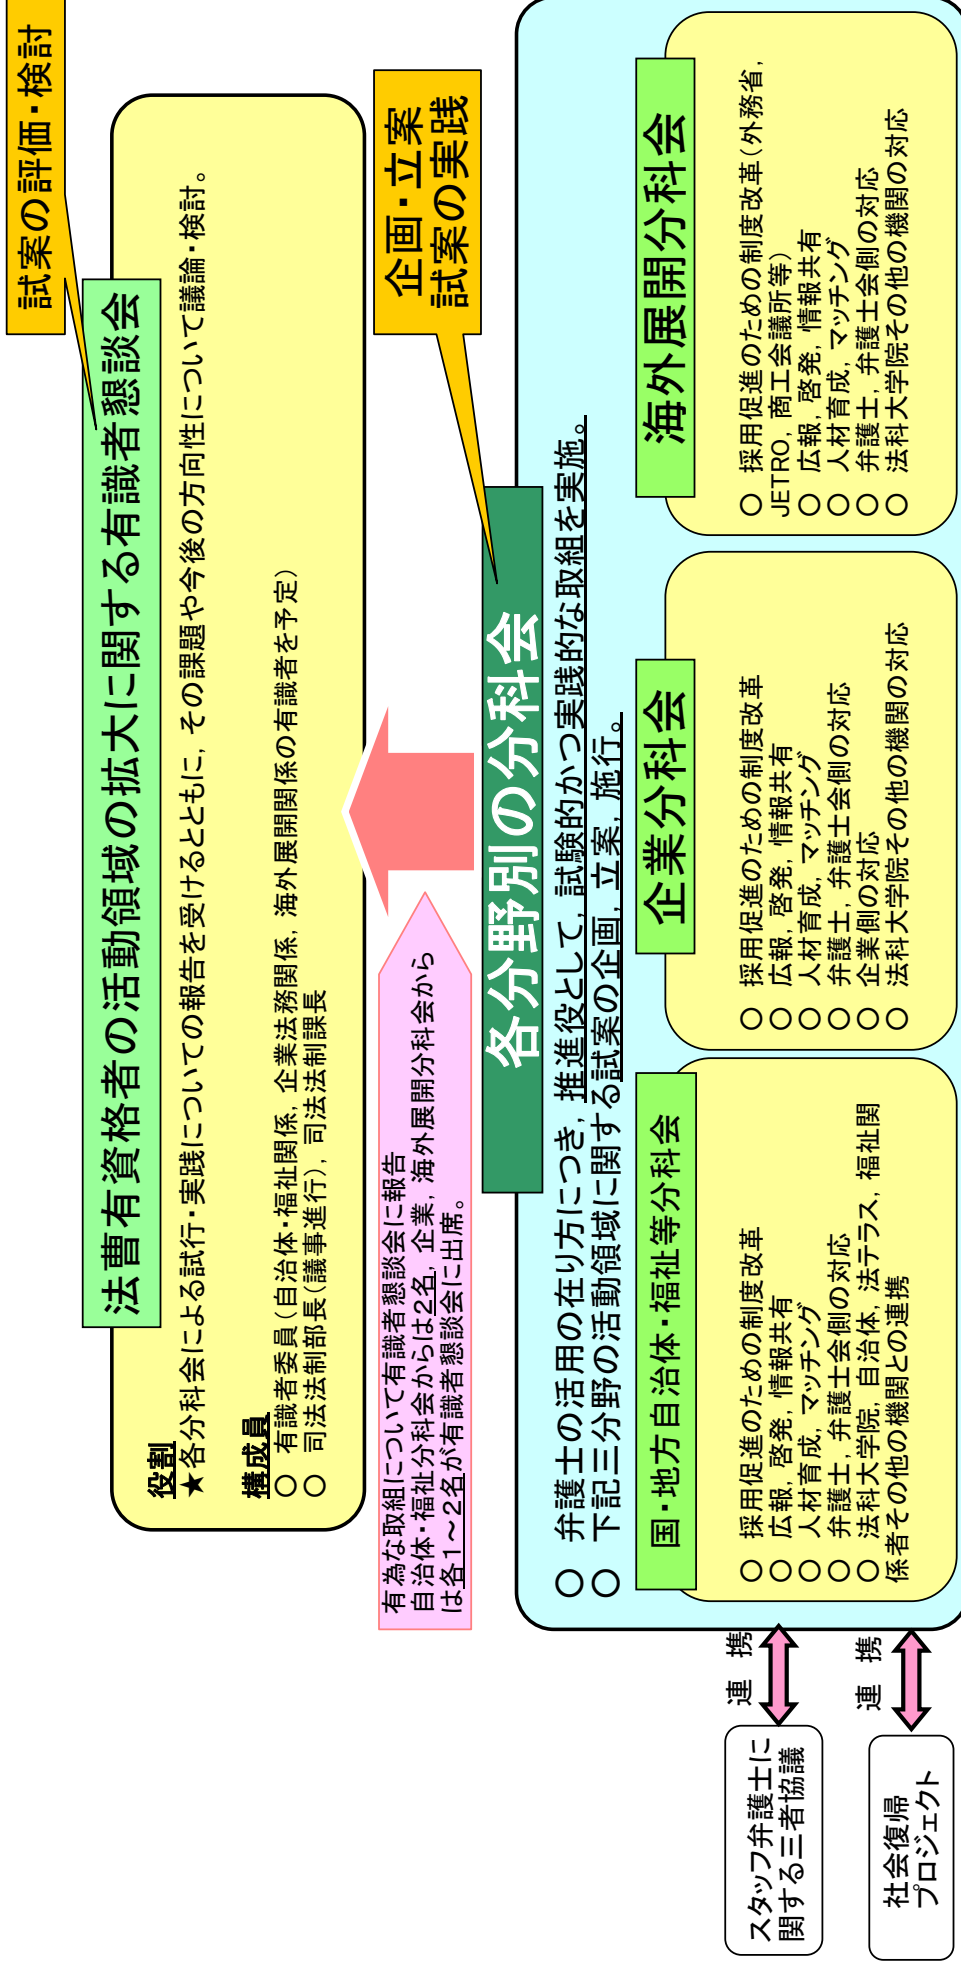 試案の評価・検討
法曹有資格者の活動領域の拡大に関する有識者懇談会
役割
★各分科会による試行・実践についての報告を受けるとともに，その課題や今後の方向性について議論・検討。
構成員
○ 有識者委員（自治体・福祉関係，企業法務関係，海外展開関係の有識者を予定）
○ 司法法制部長（議事進行），司法法制課長
企画・立案
試案の実践
有為な取組について有識者懇談会に報告
自治体・福祉分科会からは２名，企業，海外展開分科会から
は各１～２名が有識者懇談会に出席。
各分野別の分科会
○ 弁護士の活用の在り方につき，推進役として，試験的かつ実践的な取組を実施。
○ 下記三分野の活動領域に関する試案の企画，立案，施行。
国・地方自治体・福祉等分科会
○ 採用促進のための制度改革
○ 広報，啓発，情報共有
○ 人材育成，マッチング
○ 弁護士，弁護士会側の対応
○ 法科大学院，自治体，法テラス，福祉関
係者その他の機関との連携
企業分科会
○ 採用促進のための制度改革
○ 広報，啓発，情報共有
○ 人材育成，マッチング
○ 弁護士，弁護士会側の対応
○ 企業側の対応
○ 法科大学院その他の機関の対応
海外展開分科会
○ 採用促進のための制度改革（外務省，
JETRO，商工会議所等）
○ 広報，啓発，情報共有
○ 人材育成，マッチング
○ 弁護士，弁護士会側の対応
○ 法科大学院その他の機関の対応
連 携
スタッフ弁護士に
関する三者協議
連 携
社会復帰
プロジェクト